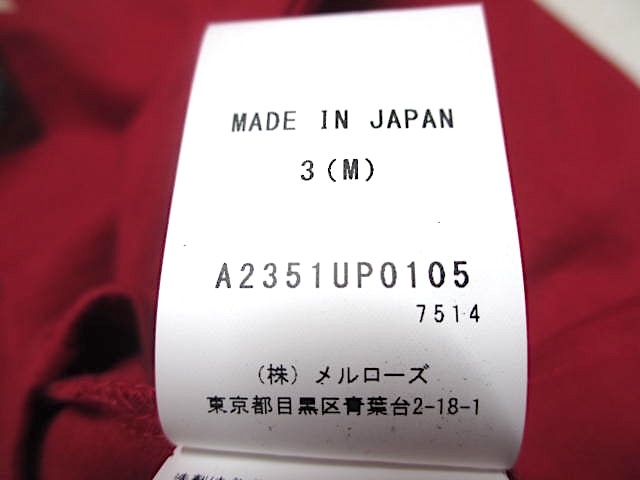 MADE IN JAPAN
3(M)
A2351UP0105
7514
(株)メルローズ
東京都目黒区青葉台2-18-1